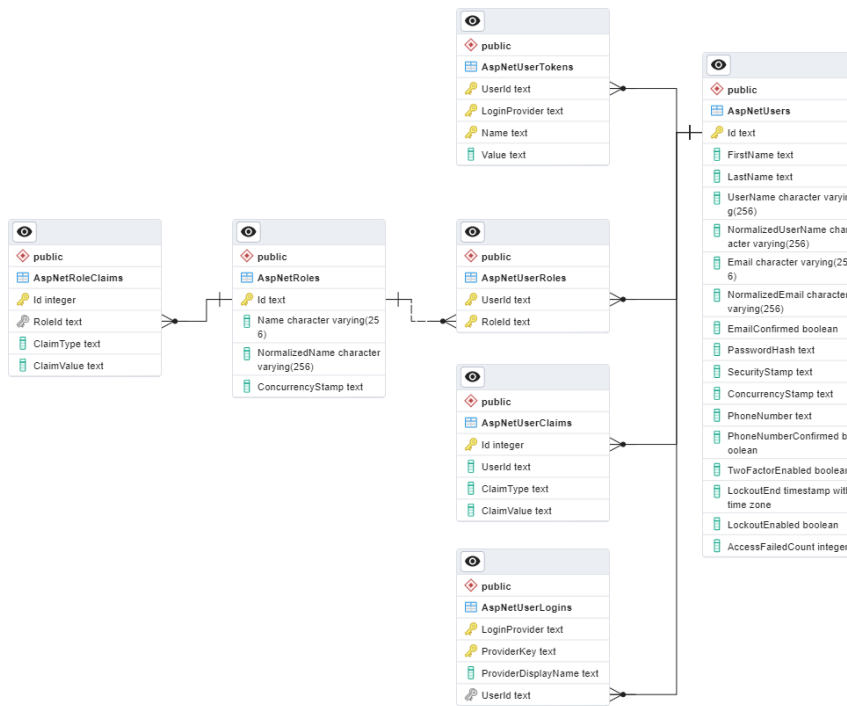 public
AspNetUserTokens
UserId text
LoginProvider text
Name text
Value text
public
AspNetRoleClaims
Id integer
RoleId text
ClaimType text
ClaimValue text
public
AspNetRoles
Id text
Name character varying(25
6)
NormalizedName character
varying(256)
ConcurrencyStamp text
public
AspNetUserRoles
UserId text
RoleId text
public
AspNetUserClaims
Id integer
UserId text
ClaimType text
ClaimValue text
public
AspNetUserLogins
LoginProvider text
ProviderKey text
ProviderDisplayName text
UserId text
public
AspNetUsers
Id text
FirstName text
LastName text
UserName character varyin
g(256)
NormalizedUserName char
acter varying(256)
Email character varying(25
6)
NormalizedEmail character
varying(256)
EmailConfirmed boolean
PasswordHash text
SecurityStamp text
ConcurrencyStamp text
PhoneNumber text
PhoneNumberConfirmed b
oolean
TwoFactorEnabled boolean
LockoutEnd timestamp with
time zone
LockoutEnabled boolean
AccessFailedCount integer